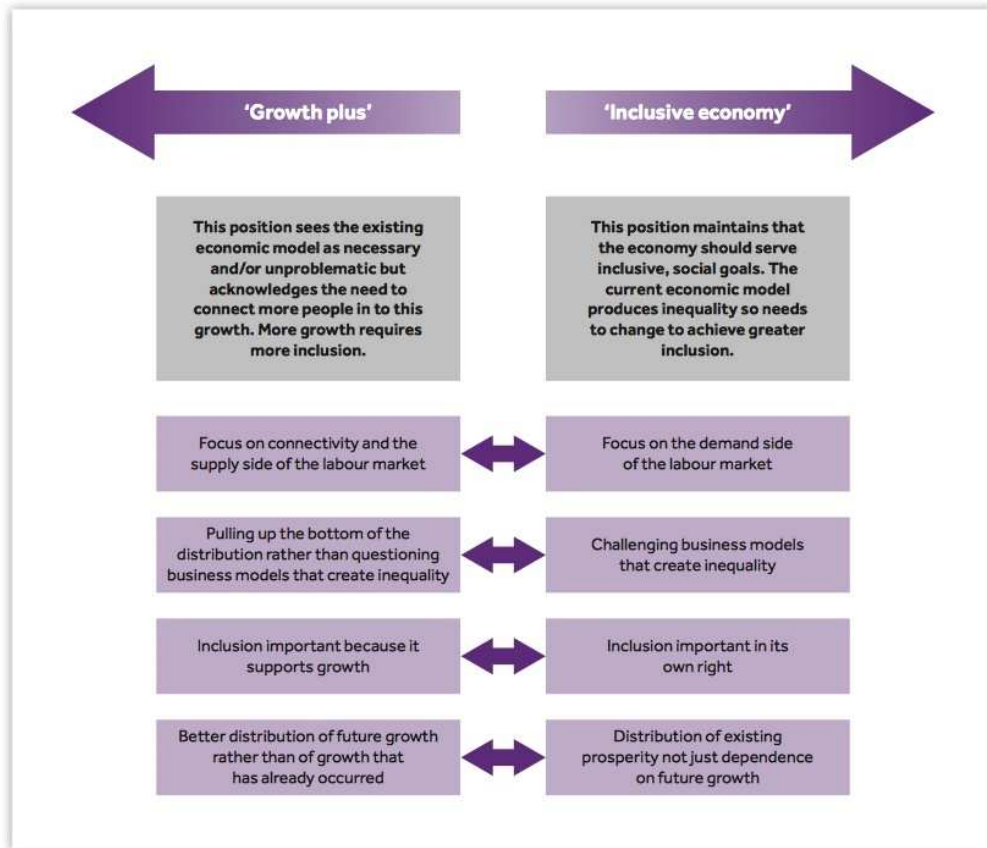 ‘Growth plus’
‘Inclusive economy’
This position sees the existing
economic model as necessary
and/or unproblematic but
acknowledges the need to
connect more people in to this
growth. More growth requires
more inclusion.
This position maintains that
the economy should serve
inclusive, social goals. The
current economic model
produces inequality so needs
to change to achieve greater
inclusion.
Focus on connectivity and the
supply side of the labour market
Focus on the demand side
of the labour market
Pulling up the bottom of the
distribution rather than questioning
business models that create inequality
Challenging business models
that create inequality
Inclusion important because it
supports growth
Inclusion important in its
own right
Better distribution of future growth
rather than of growth that
has already occurred
Distribution of existing
prosperity not just dependence
on future growth